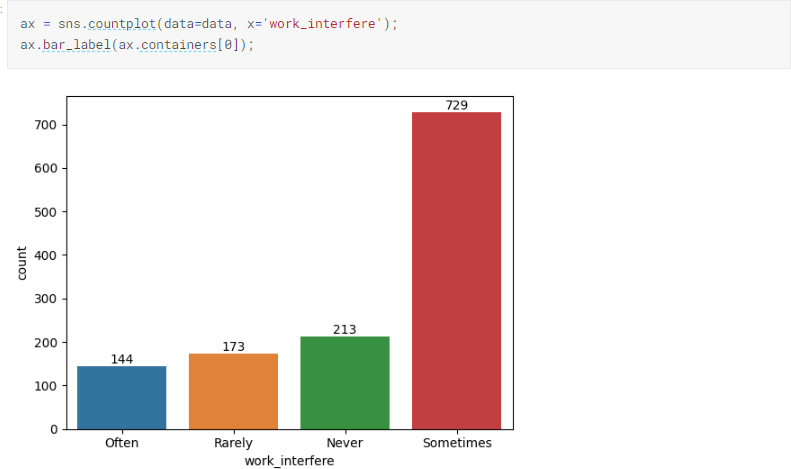 ax = sns.countplot(data=data, x='work_interfere');
ax.bar_label(ax.containers[0]);
729
700
600
500
400
300
213
200
173
144
100
0
count
Often Rarely Never Sometimes
work_interfere